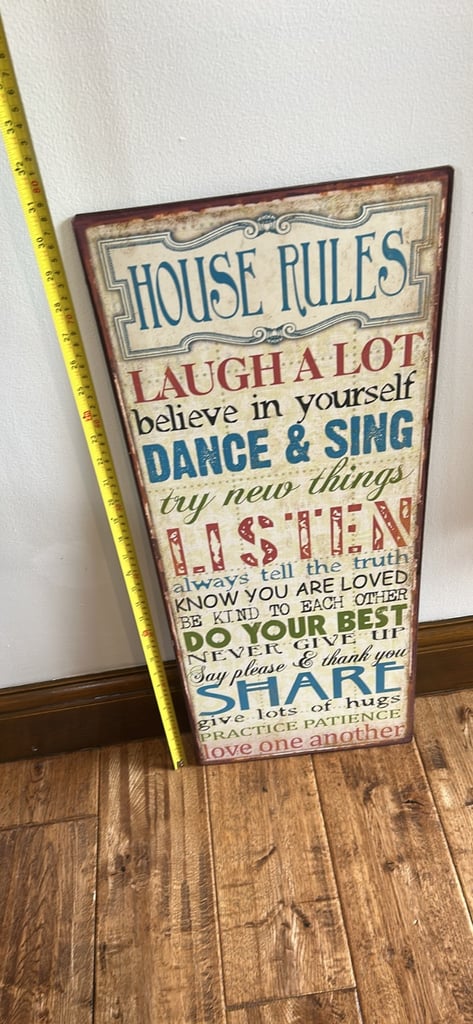 HOUSE RULES
LAUGH A LOT
believe in yourself
DANCE & SING
try new things
LISTEN
always tell the truth
KNOW YOU ARE LOVED
BE KIND TO EACH OTHER
DO YOUR BEST
NEVER GIVE UP
Say please & thank you
SHARE
give lots of hugs
PRACTICE PATIENCE
love one another